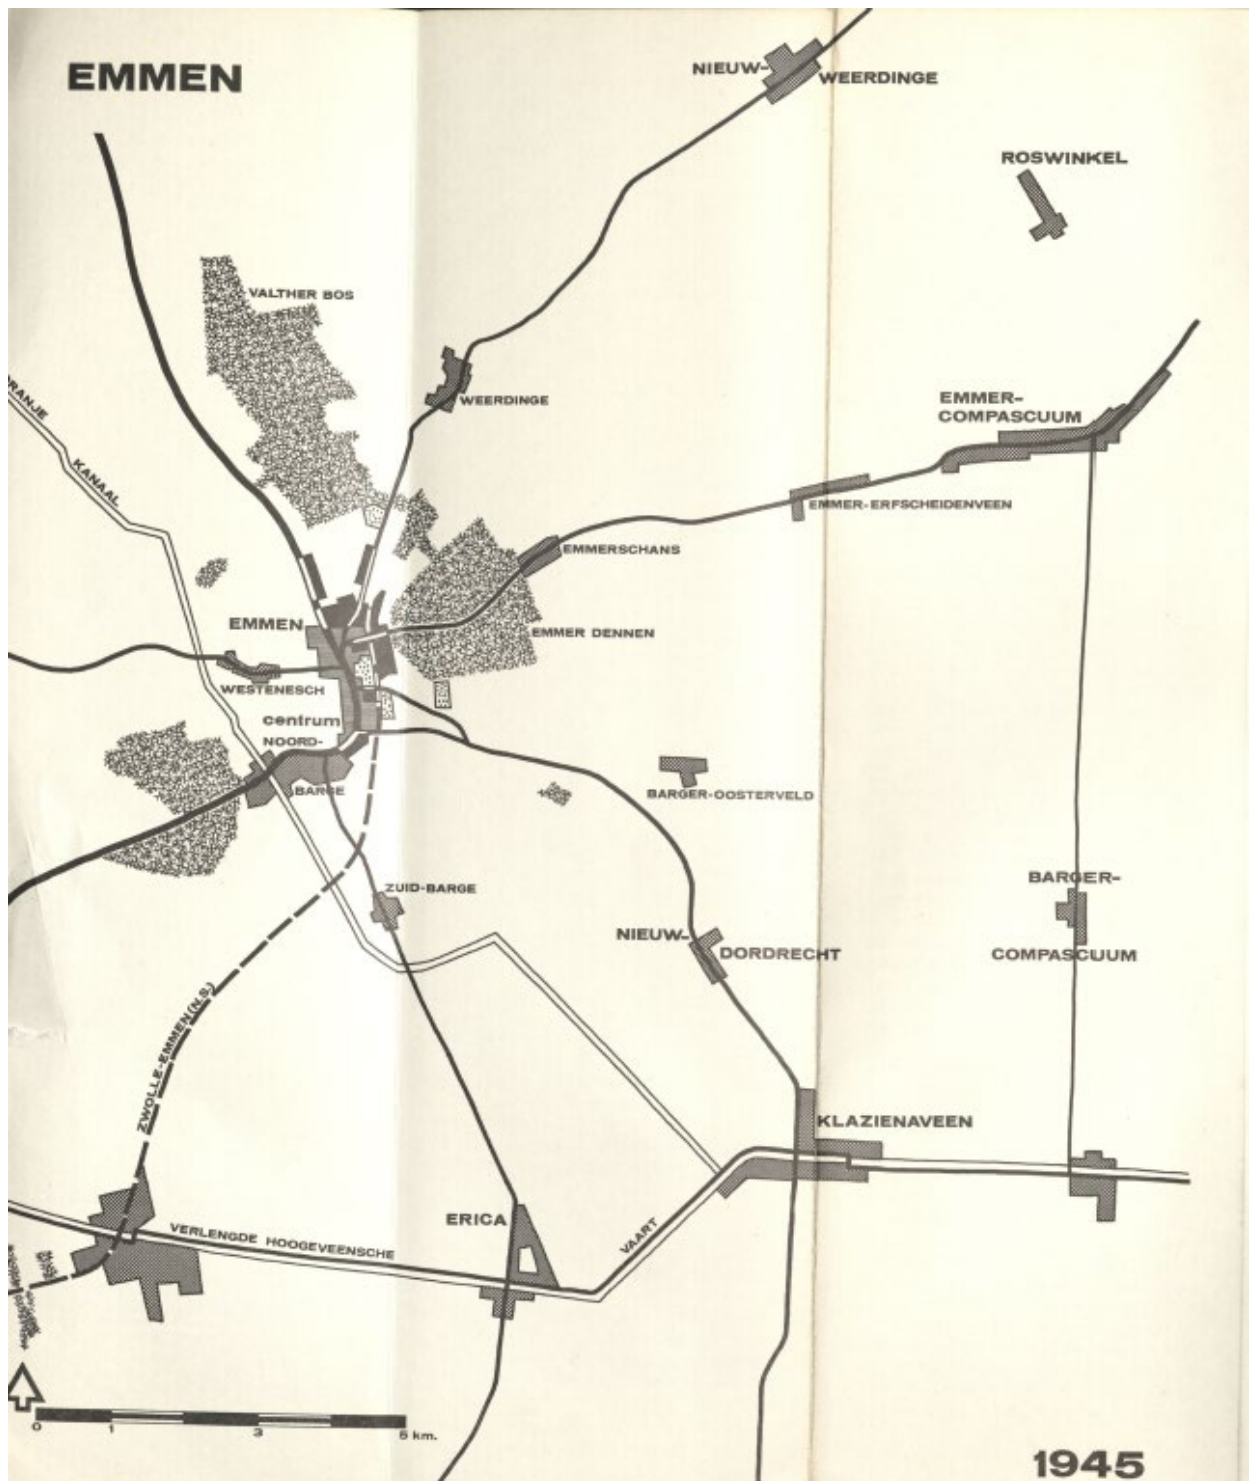 EMMEN
NIEUW-
WEERDINGE
ROSWINKEL
VALTHER BOS
WEERDINGE
EMMER-
COMPASCUUM
RANJE
KANAAL
EMMER-ERFSCHEIDENVEEN
EMMERSCHANS
EMMEN
EMMER DENNEN
WESTENESCH
centrum
NOORD-
BARGE
BARGER-OOSTERVELD
ZUID-BARGE
BARGER-
COMPASCUUM
NIEUW-
DORDRECHT
ZWOLLE-EMMEN (N.S.)
KLAZIENAVEEN
ERICA
VERLENGDE HOOGEVEENSCHE
VAART
0 1 3 5 km.
1945